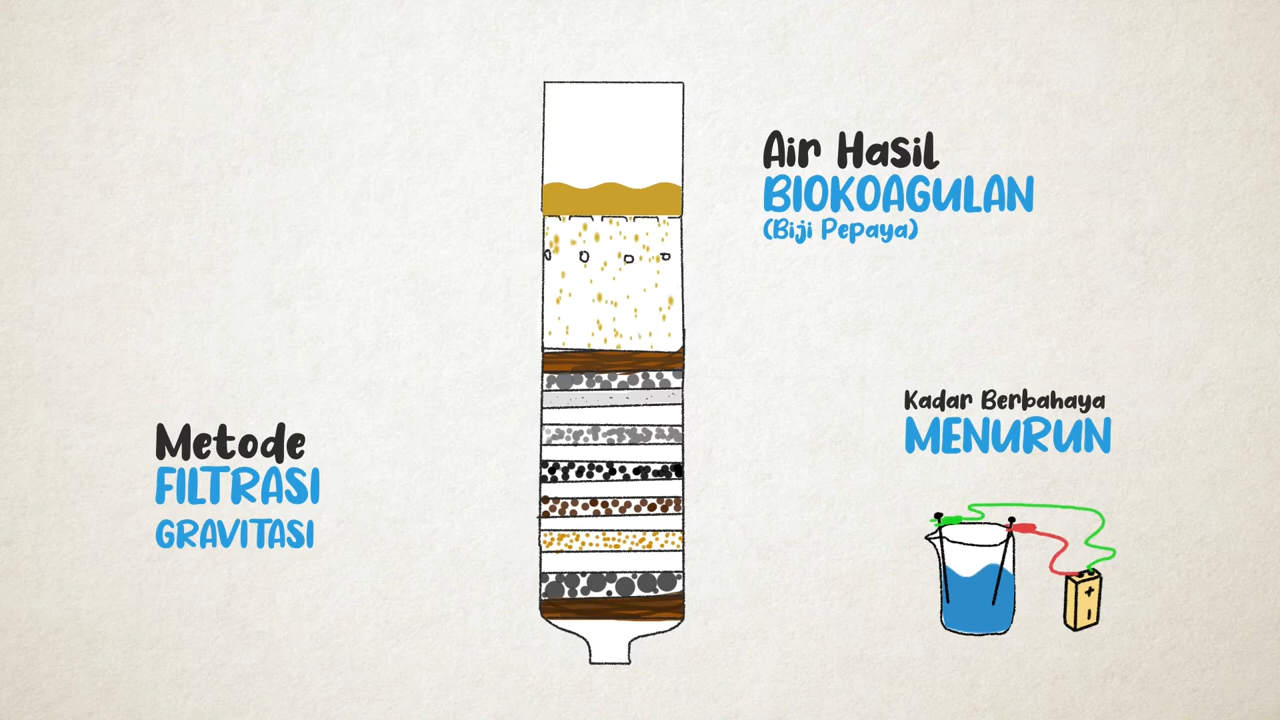 Air Hasil
BIOKOAGULAN
(Biji Pepaya)
Kadar Berbahaya
MENURUN
Metode
FILTRASI
GRAVITASI
+
-